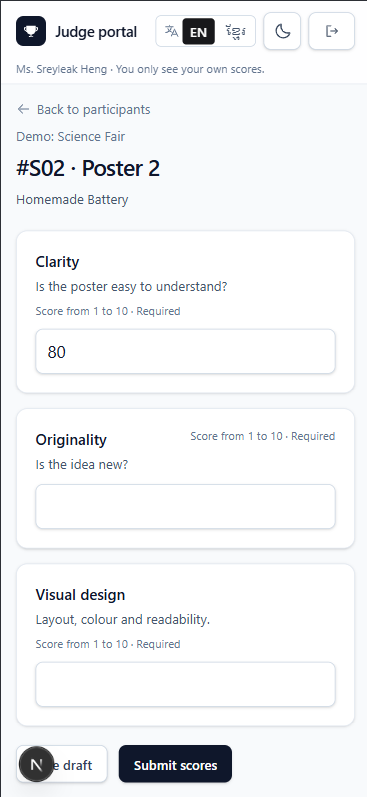 Judge portal
EN ខ្មែរ
Ms. Sreyleak Heng · You only see your own scores.
← Back to participants
Demo: Science Fair
#S02 · Poster 2
Homemade Battery
Clarity
Is the poster easy to understand?
Score from 1 to 10 · Required
80
Originality
Score from 1 to 10 · Required
Is the idea new?
Visual design
Layout, colour and readability.
Score from 1 to 10 · Required
N
draft
Submit scores